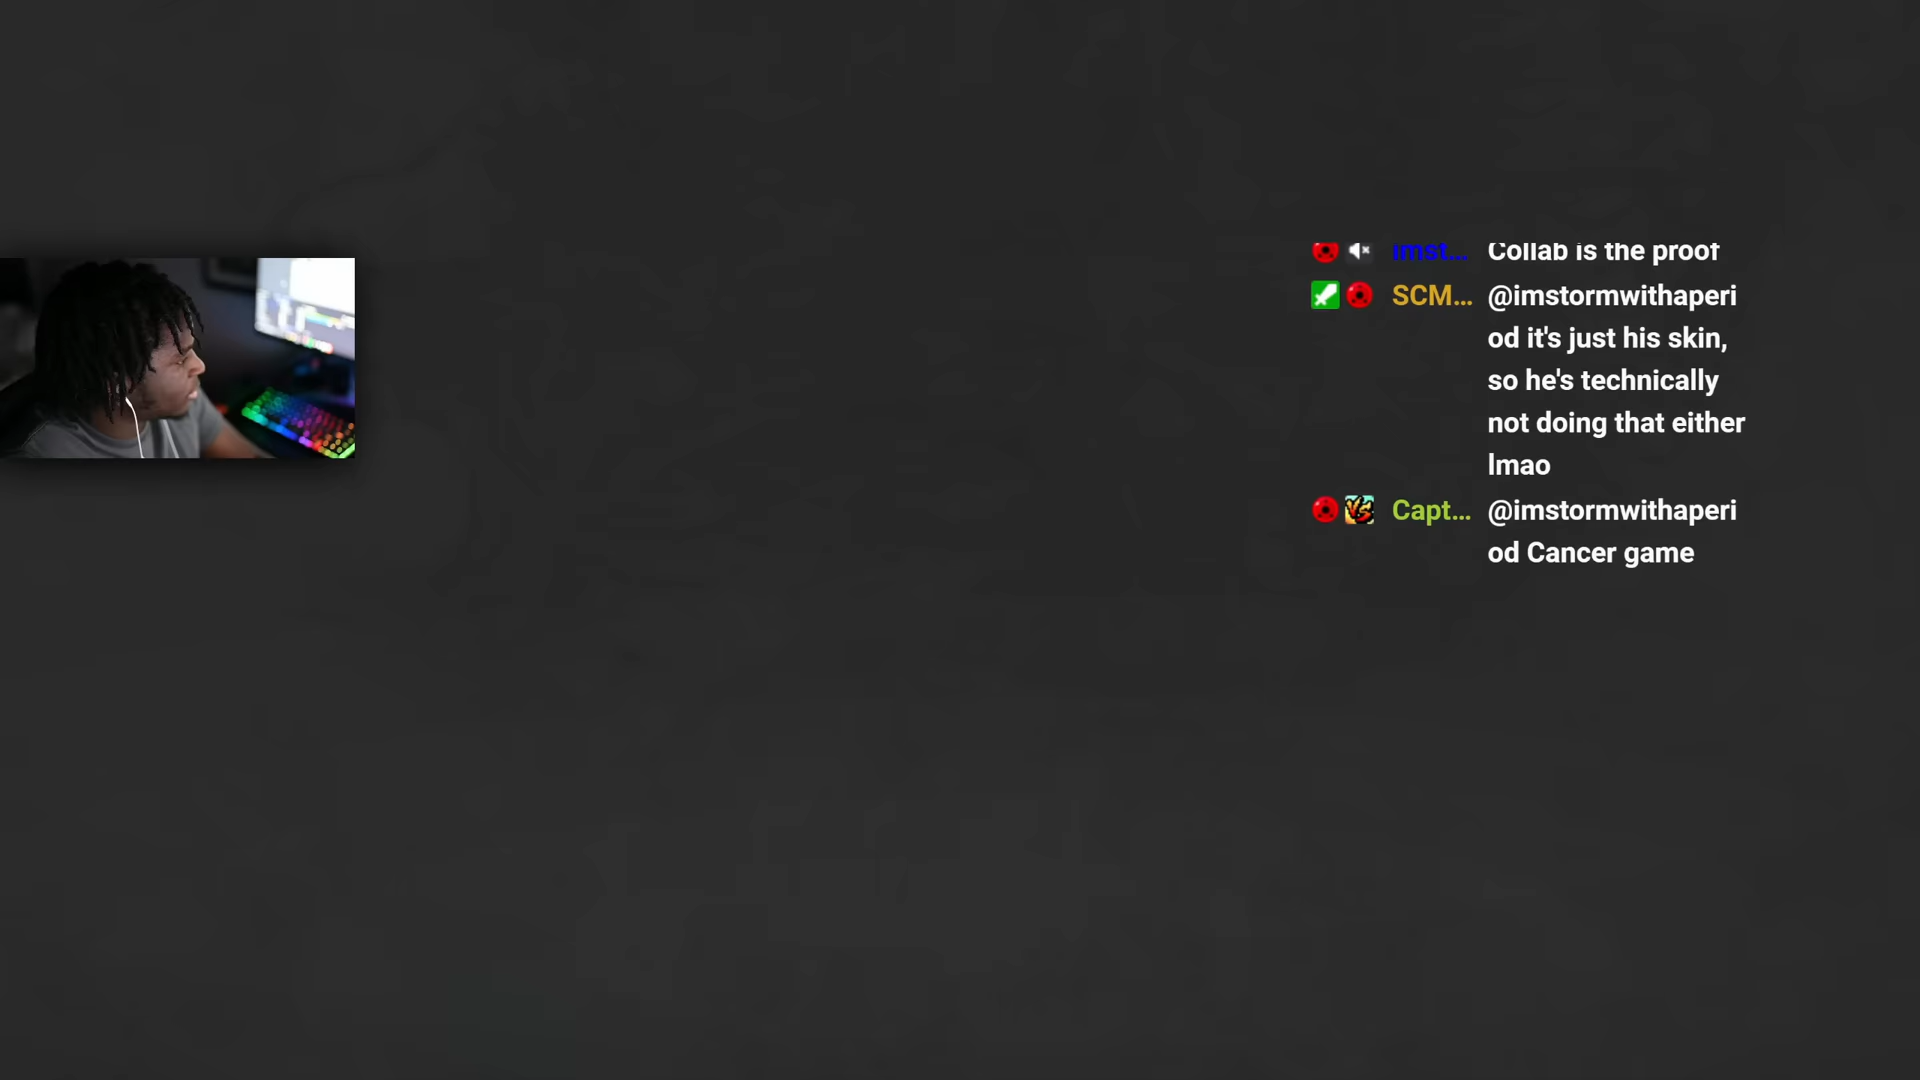 imst... Collab is the proof
SCM... @imstormwithaperi
od it's just his skin,
so he's technically
not doing that either
lmao
Capt... @imstormwithaperi
od Cancer game